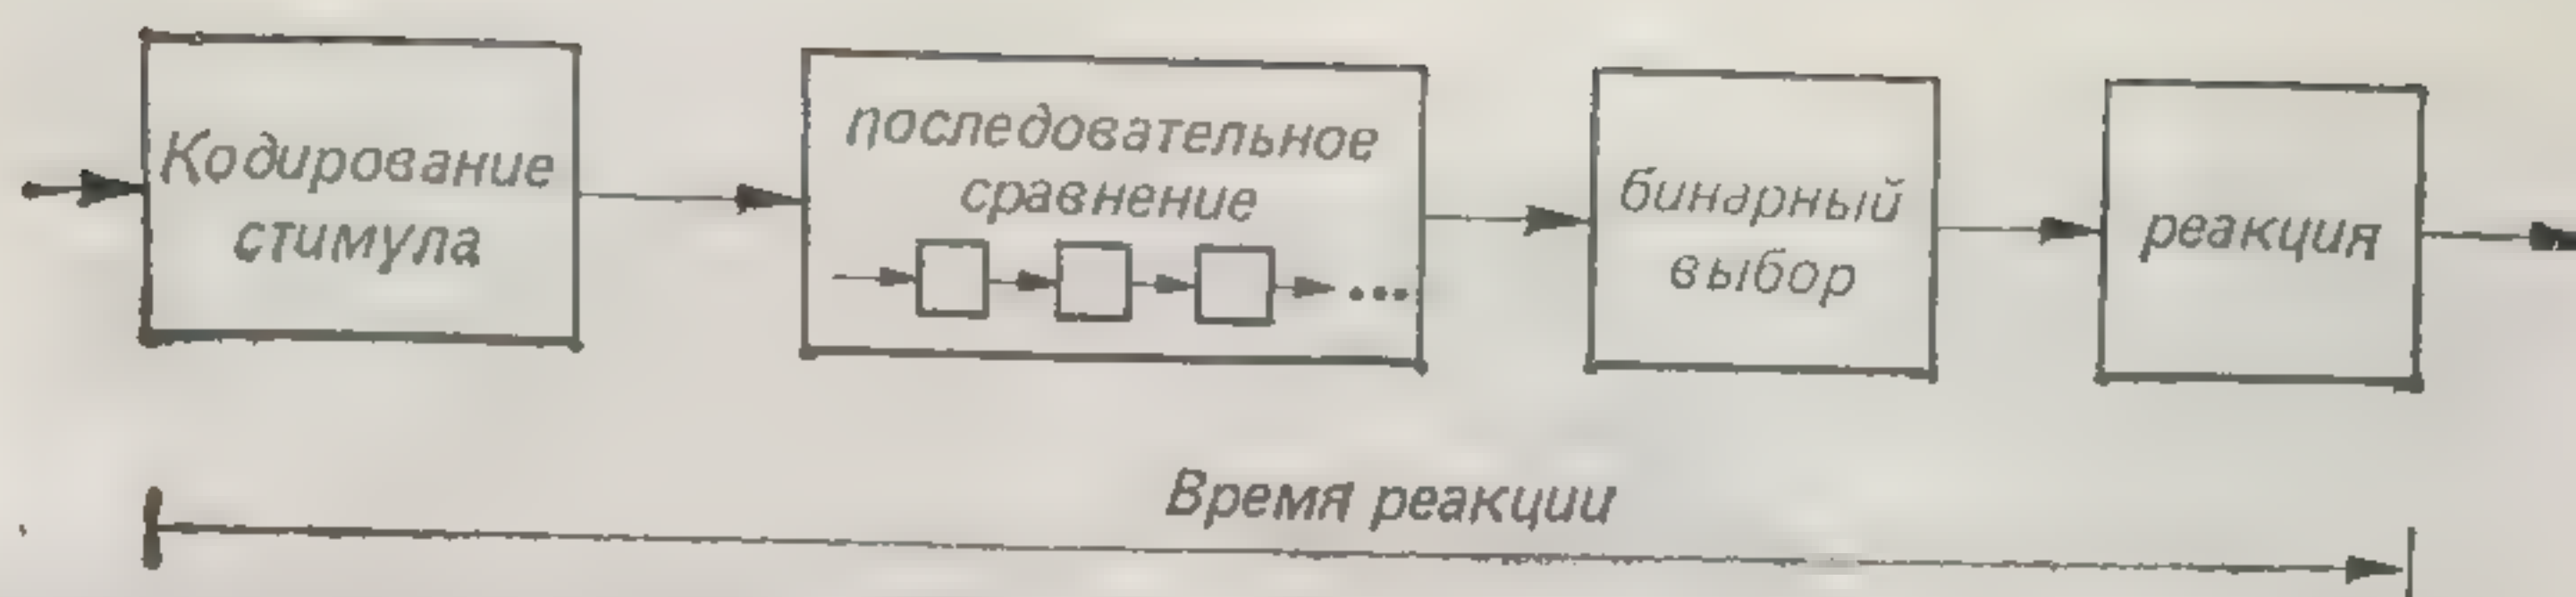 Кодирование
стимула
последовательное
сравнение
...
бинарный
выбор
реакция
Время реакции